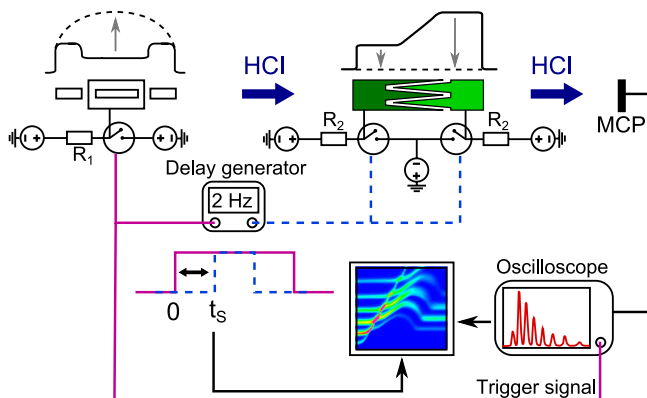 HCI
HCI
MCP
R1
R2
R2
Delay generator
2 Hz
0
tS
Oscilloscope
Trigger signal